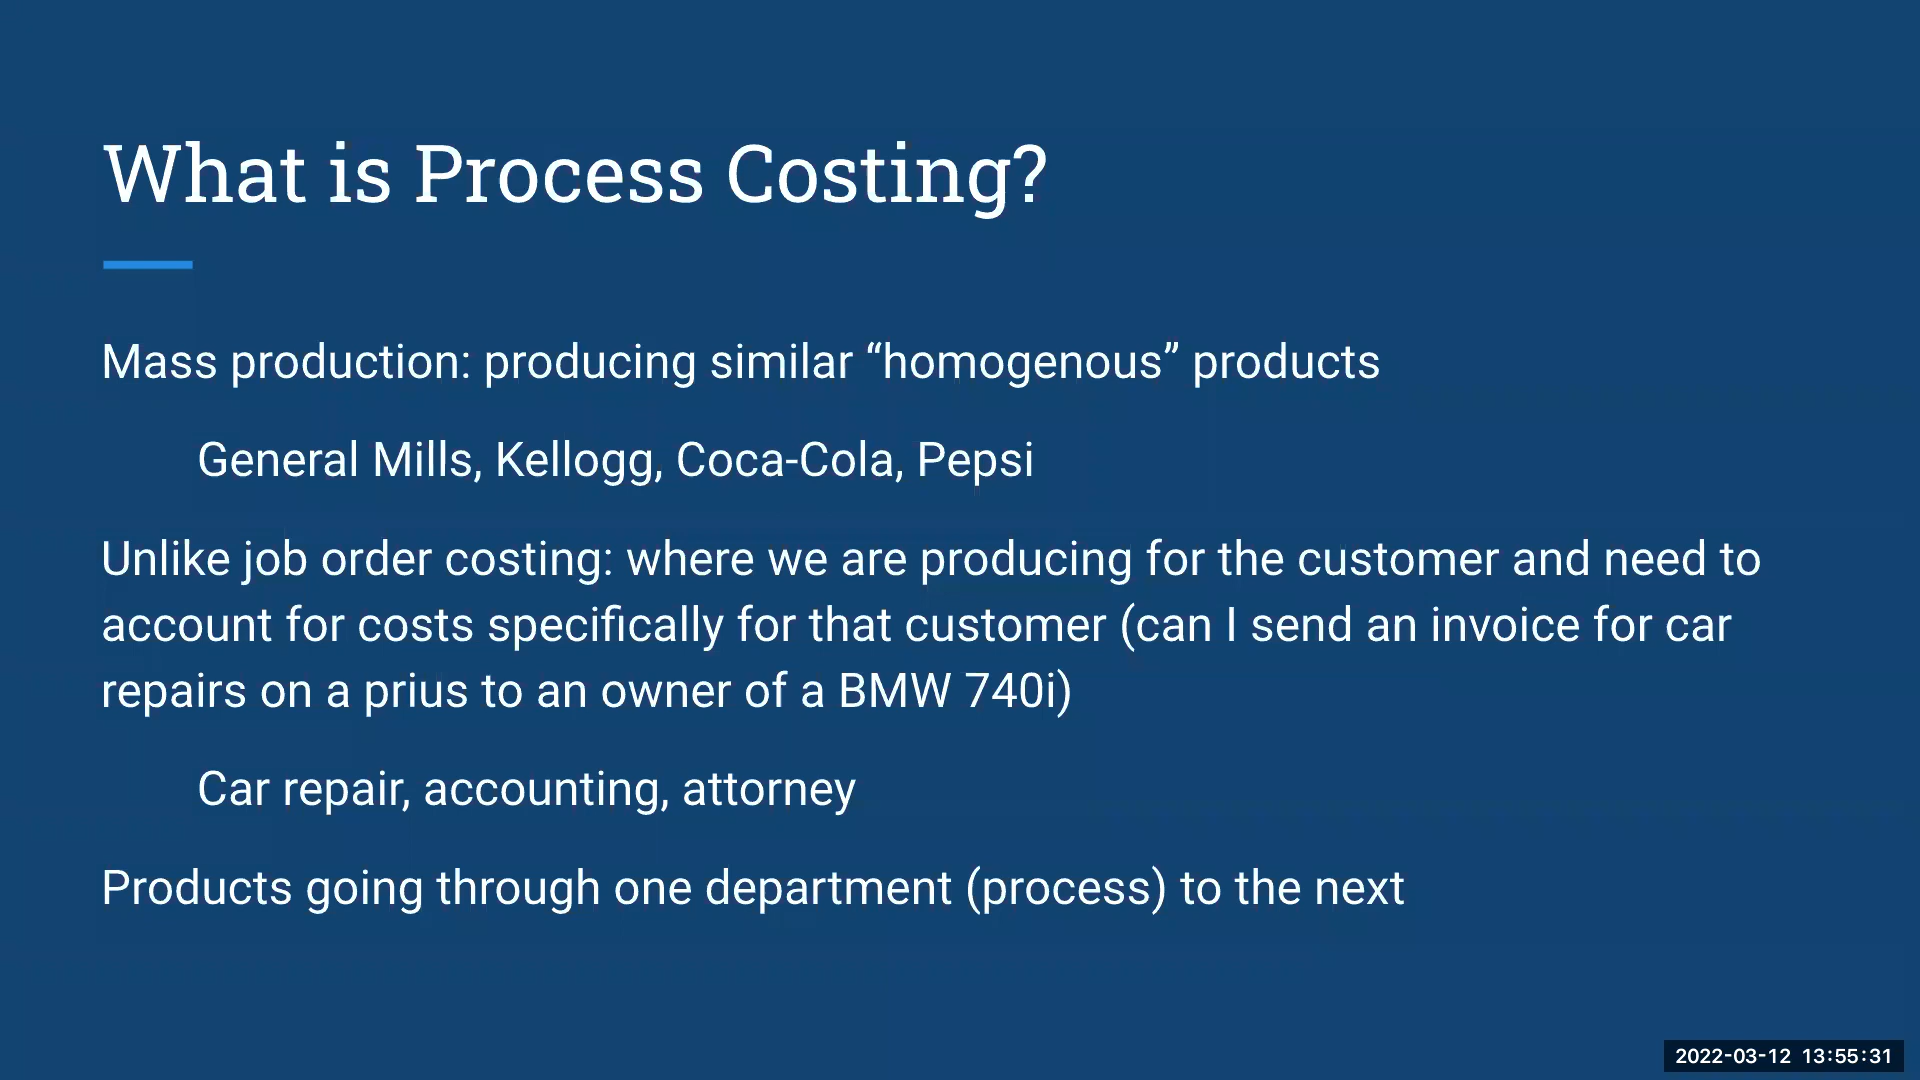 What is Process Costing?
Mass production: producing similar “homogenous” products
General Mills, Kellogg, Coca-Cola, Pepsi
Unlike job order costing: where we are producing for the customer and need to
account for costs specifically for that customer (can I send an invoice for car
repairs on a prius to an owner of a BMW 740i)
Car repair, accounting, attorney
Products going through one department (process) to the next
2022-03-12 13:55:31